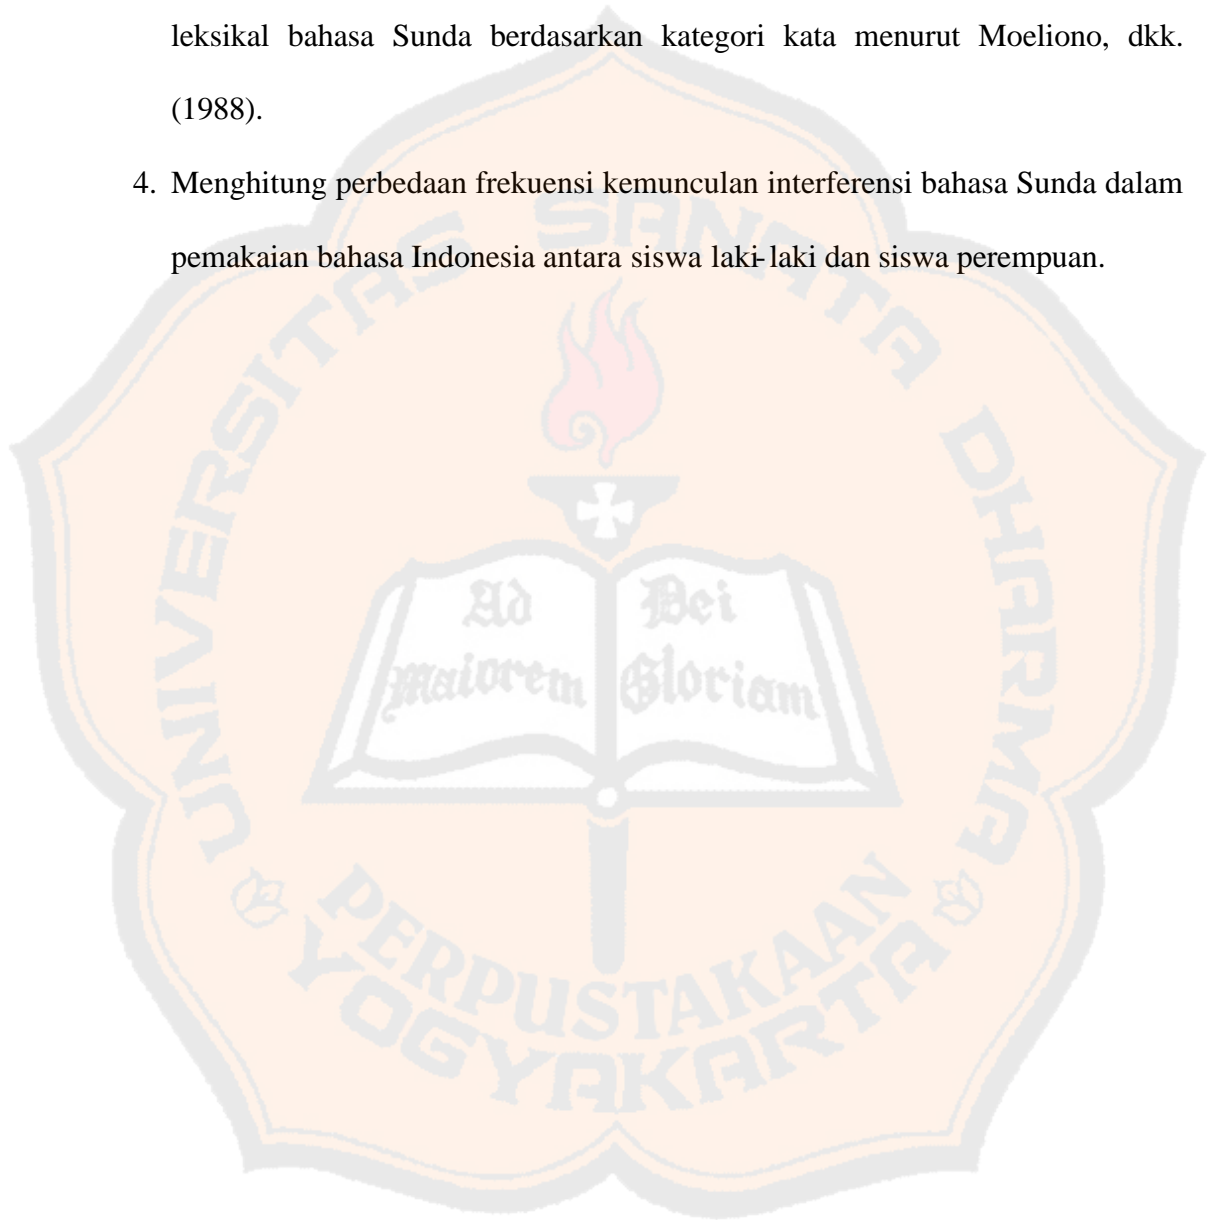 leksikal bahasa Sunda berdasarkan kategori kata menurut Moeliono, dkk.
(1988).
4. Menghitung perbedaan frekuensi kemunculan interferensi bahasa Sunda dalam
pemakaian bahasa Indonesia antara siswa laki-laki dan siswa perempuan.
UNIVERSITAS SANATA DHARMA
Ad
Maiorem
Dei
Gloriam
PERPUSTAKAAN
YOGYAKARTA